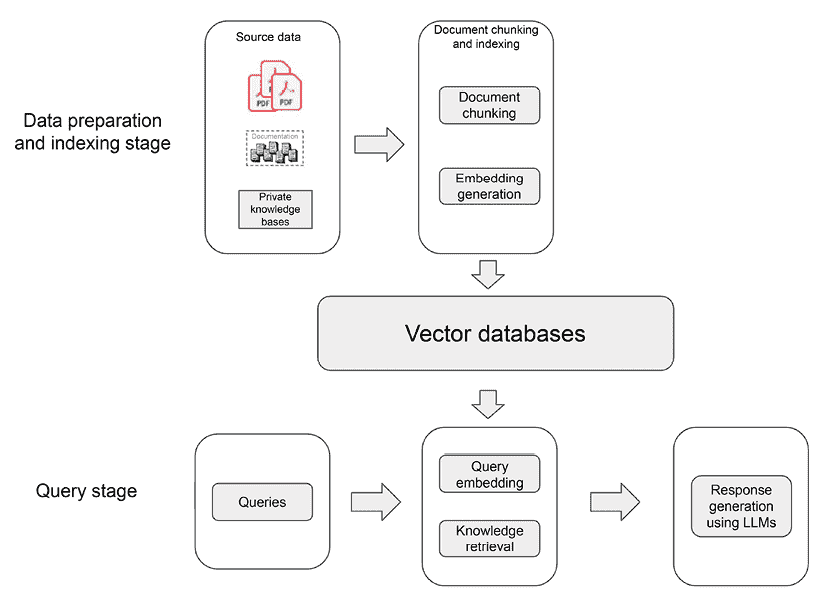 Source data
PDF
PDF
Documentation
Private
knowledge
bases
Data preparation
and indexing stage
Document chunking
and indexing
Document
chunking
Embedding
generation
Vector databases
Query stage
Queries
Query
embedding
Knowledge
retrieval
Response
generation
using LLMs